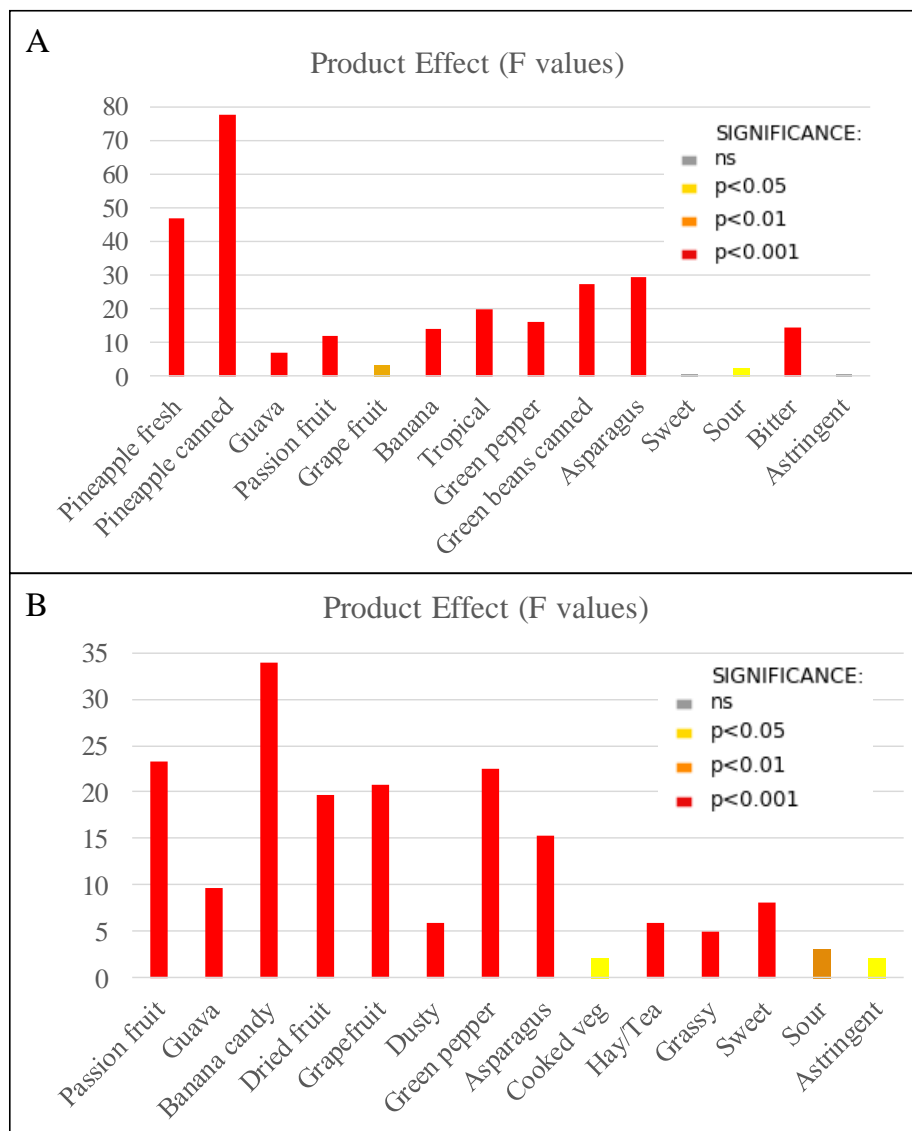 A
Product Effect (F values)
80
70
60
50
40
30
20
10
0
SIGNIFICANCE:
ns
p<0.05
p<0.01
p<0.001
Pineapple fresh
Pineapple canned
Guava
Passion fruit
Grape fruit
Banana
Tropical
Green pepper
Green beans canned
Asparagus
Sweet
Sour
Bitter
Astringent
B
Product Effect (F values)
35
30
25
20
15
10
5
0
SIGNIFICANCE:
ns
p<0.05
p<0.01
p<0.001
Passion fruit
Guava
Banana candy
Dried fruit
Grapefruit
Dusty
Green pepper
Asparagus
Cooked veg
Hay/Tea
Grassy
Sweet
Sour
Astringent